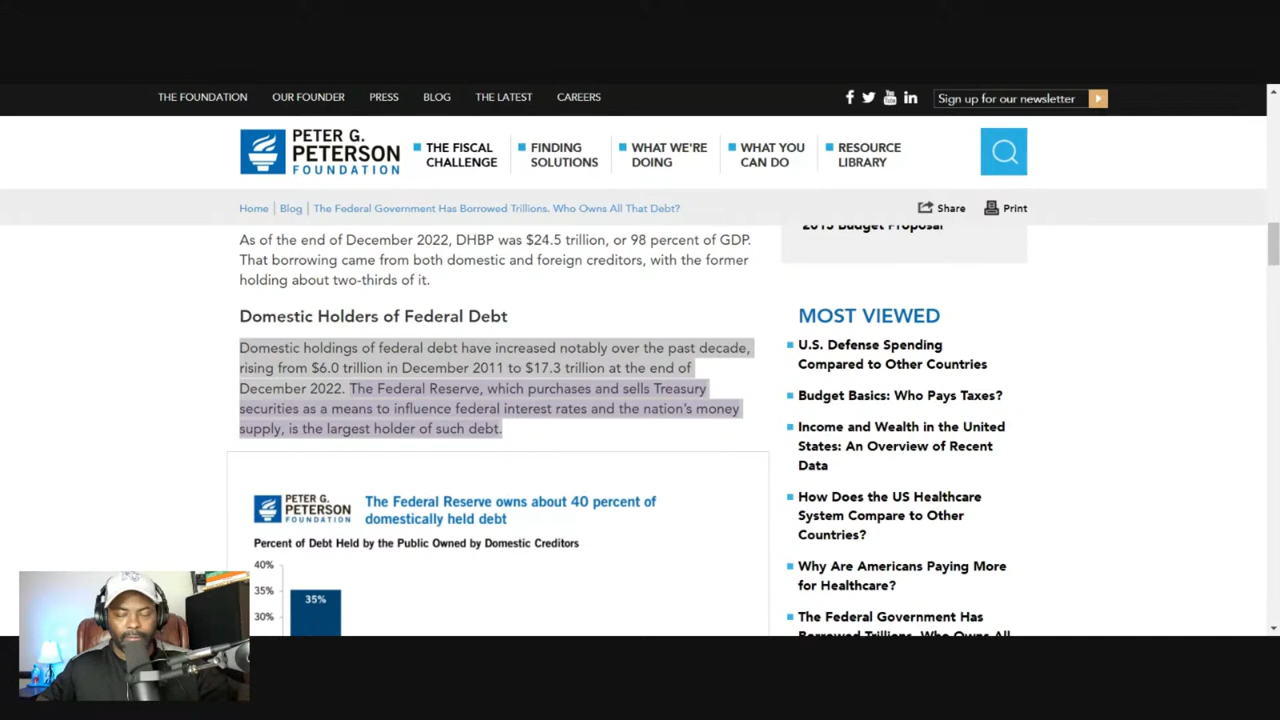 THE FOUNDATION OUR FOUNDER PRESS BLOG THE LATEST CAREERS
Sign up for our newsletter
PETER G.
PETERSON
FOUNDATION
THE FISCAL
CHALLENGE
FINDING
SOLUTIONS
WHAT WE'RE
DOING
WHAT YOU
CAN DO
RESOURCE
LIBRARY
Home | Blog | The Federal Government Has Borrowed Trillions. Who Owns All That Debt?
Share Print
As of the end of December 2022, DHBP was $24.5 trillion, or 98 percent of GDP.
That borrowing came from both domestic and foreign creditors, with the former
holding about two-thirds of it.
Domestic Holders of Federal Debt
Domestic holdings of federal debt have increased notably over the past decade,
rising from $6.0 trillion in December 2011 to $17.3 trillion at the end of
December 2022. The Federal Reserve, which purchases and sells Treasury
securities as a means to influence federal interest rates and the nation's money
supply, is the largest holder of such debt.
PETER G.
PETERSON
FOUNDATION
The Federal Reserve owns about 40 percent of
domestically held debt
Percent of Debt Held by the Public Owned by Domestic Creditors
40%
35%
30%
35%
2015 Budget Proposal
MOST VIEWED
U.S. Defense Spending
Compared to Other Countries
Budget Basics: Who Pays Taxes?
Income and Wealth in the United
States: An Overview of Recent
Data
How Does the US Healthcare
System Compare to Other
Countries?
Why Are Americans Paying More
for Healthcare?
The Federal Government Has
Borrowed Trillions. Who Owns All